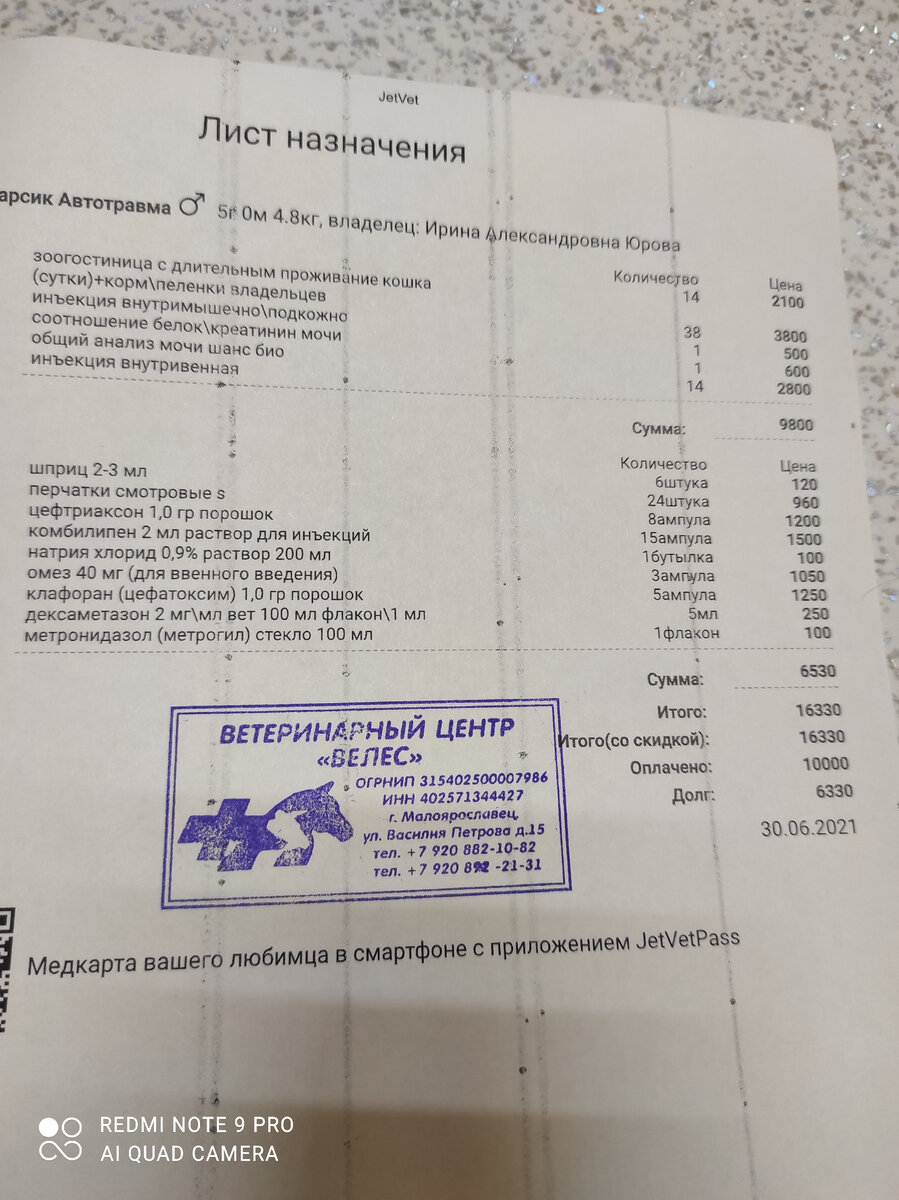 JetVet
Лист назначения
арсик Автотравма ♂ 5г 0м 4.8кг, владелец: Ирина Александровна Юрова
Количество Цена
зоогостиница с длительным проживание кошка 14 2100
(сутки)+корм\пеленки владельцев
инъекция внутримышечно\подкожно 38 3800
соотношение белок\креатинин мочи 1 500
общий анализ мочи шанс био 1 600
инъекция внутривенная 14 2800
Сумма: 9800
Количество Цена
шприц 2-3 мл 6штука 120
перчатки смотровые s 24штука 960
цефтриаксон 1,0 гр порошок 8ампула 1200
комбилипен 2 мл раствор для инъекций 15ампула 1500
натрия хлорид 0,9% раствор 200 мл 1бутылка 100
омез 40 мг (для ввенного введения) 3ампула 1050
клафоран (цефатоксим) 1,0 гр порошок 5ампула 1250
дексаметазон 2 мг\мл вет 100 мл флакон\1 мл 5мл 250
метронидазол (метрогил) стекло 100 мл 1флакон 100
Сумма: 6530
Итого: 16330
Итого(со скидкой): 16330
Оплачено: 10000
Долг: 6330
30.06.2021
ВЕТЕРИНАРНЫЙ ЦЕНТР
«ВЕЛЕС»
ОГРНИП 315402500007986
ИНН 402571344427
г. Малоярославец,
ул. Василия Петрова д.15
тел. +7 920 882-10-82
тел. +7 920 892 -21-31
Медкарта вашего любимца в смартфоне с приложением JetVetPass
REDMI NOTE 9 PRO
AI QUAD CAMERA